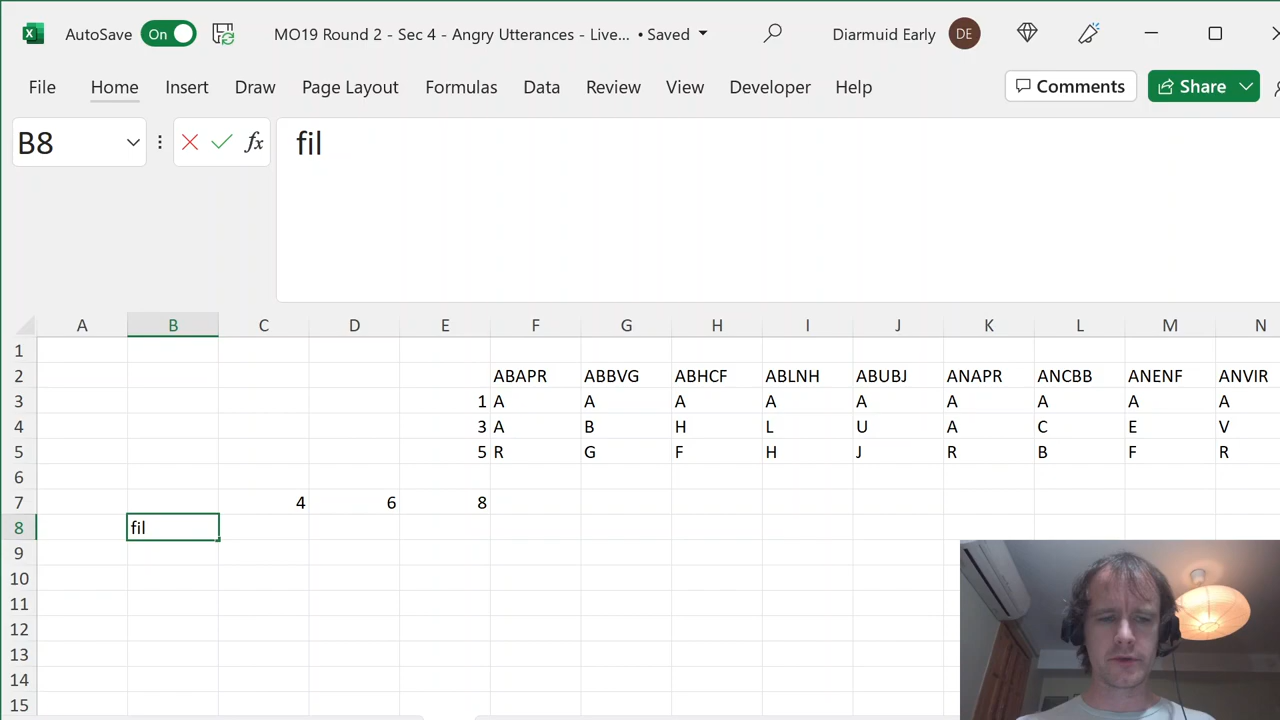 AutoSave On MO19 Round 2 - Sec 4 - Angry Utterances - Live... • Saved Diarmuid Early DE
File Home Insert Draw Page Layout Formulas Data Review View Developer Help Comments Share
B8 fx fil
A B C D E F G H I J K L M N
1
2 ABAPR ABBVG ABHCF ABLNH ABUBJ ANAPR ANCBB ANENF ANVIR
3 1 A A A A A A A A A
4 3 A B H L U A C E V
5 5 R G F H J R B F R
6
7 4 6 8
8 fil
9
10
11
12
13
14
15